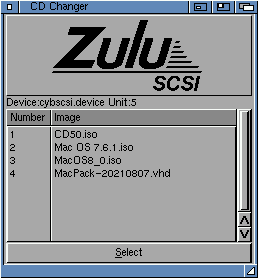 CD Changer
ZULU
SCSI
Device:cybscsi.device Unit:5
Number Image
1 CD50.iso
2 Mac OS 7.6.1.iso
3 MacOS8_0.iso
4 MacPack-20210807.vhd
Select